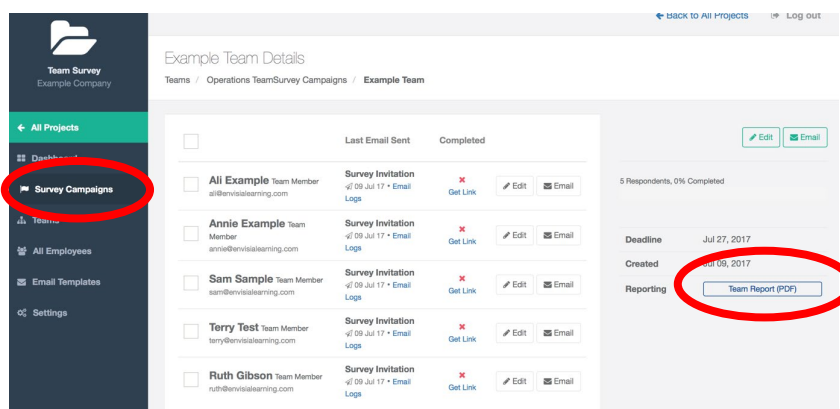 Back to All Projects Log out
Team Survey
Example Company
Example Team Details
Teams / Operations TeamSurvey Campaigns / Example Team
All Projects
Dashboard
Survey Campaigns
Teams
All Employees
Email Templates
Settings
Last Email Sent Completed
Ali Example Team Member
ali@envisialearning.com
Survey Invitation
09 Jul 17 • Email
Logs
Get Link
Edit Email
Annie Example Team
Member
annie@envisialearning.com
Survey Invitation
09 Jul 17 • Email
Logs
Get Link
Edit Email
Sam Sample Team Member
sam@envisialearning.com
Survey Invitation
09 Jul 17 • Email
Logs
Get Link
Edit Email
Terry Test Team Member
terry@envisialearning.com
Survey Invitation
09 Jul 17 • Email
Logs
Get Link
Edit Email
Ruth Gibson Team Member
ruth@envisialearning.com
Survey Invitation
09 Jul 17 • Email
Logs
Get Link
Edit Email
Edit Email
5 Respondents, 0% Completed
Deadline Jul 27, 2017
Created Jul 09, 2017
Reporting Team Report (PDF)